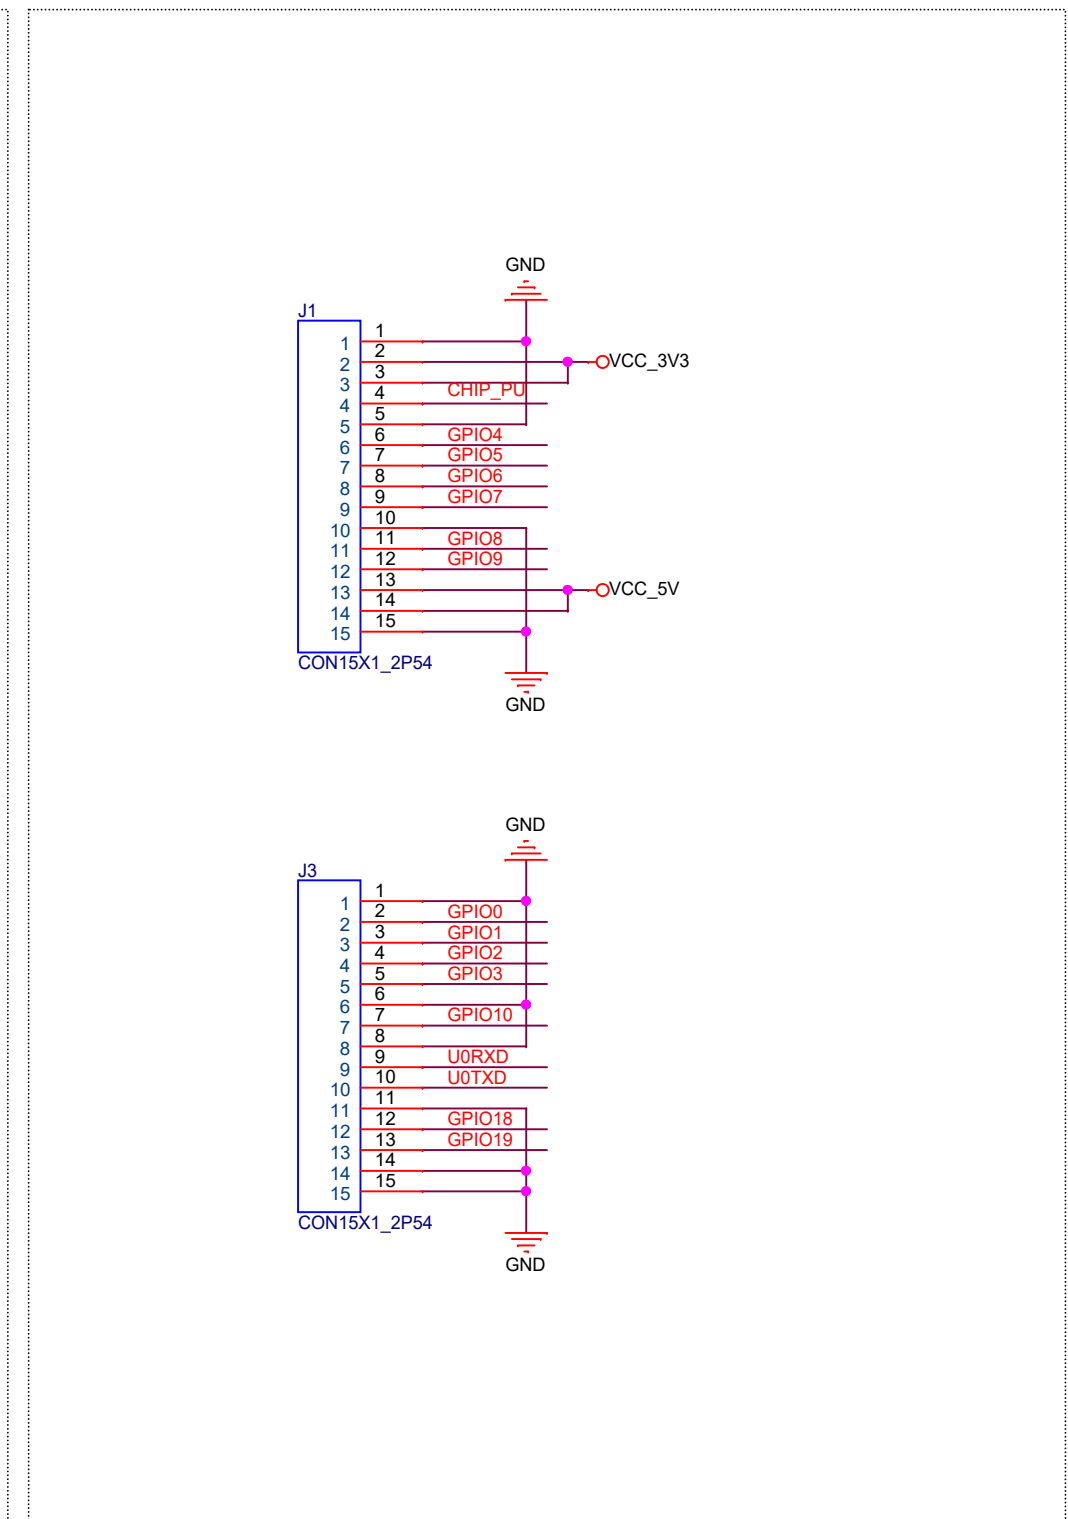 GND
J1
1 1
2 2 VCC_3V3
3 3
4 4 CHIP_PU
5 5
6 6 GPIO4
7 7 GPIO5
8 8 GPIO6
9 9 GPIO7
10 10
11 11 GPIO8
12 12 GPIO9
13 13 VCC_5V
14 14
15 15
CON15X1_2P54
GND
GND
J3
1 1
2 2 GPIO0
3 3 GPIO1
4 4 GPIO2
5 5 GPIO3
6 6
7 7 GPIO10
8 8
9 9 U0RXD
10 10 U0TXD
11 11
12 12 GPIO18
13 13 GPIO19
14 14
15 15
CON15X1_2P54
GND